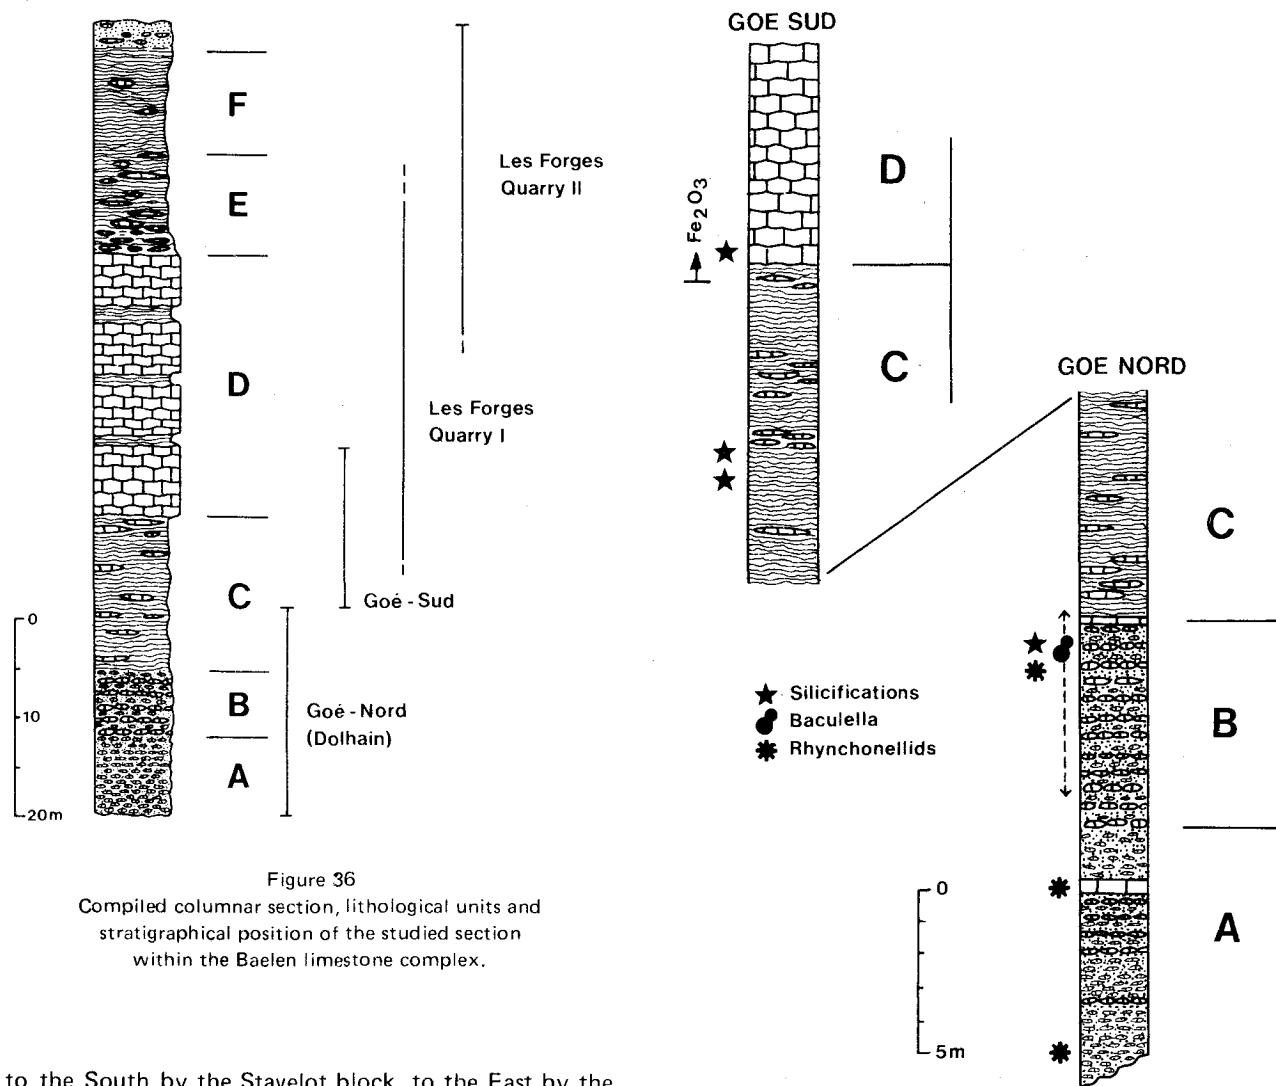 F
E
D
C
B
A
0
10
20m
Les Forges
Quarry II
Les Forges
Quarry I
Goé - Sud
Goé - Nord
(Dolhain)
Figure 36
Compiled columnar section, lithological units and
stratigraphical position of the studied section
within the Baelen limestone complex.
to the South by the Stavelot block, to the East by the
GOE SUD
Fe2O3
D
C
GOE NORD
C
B
A
Silicifications
Baculella
Rhynchonellids
0
5m